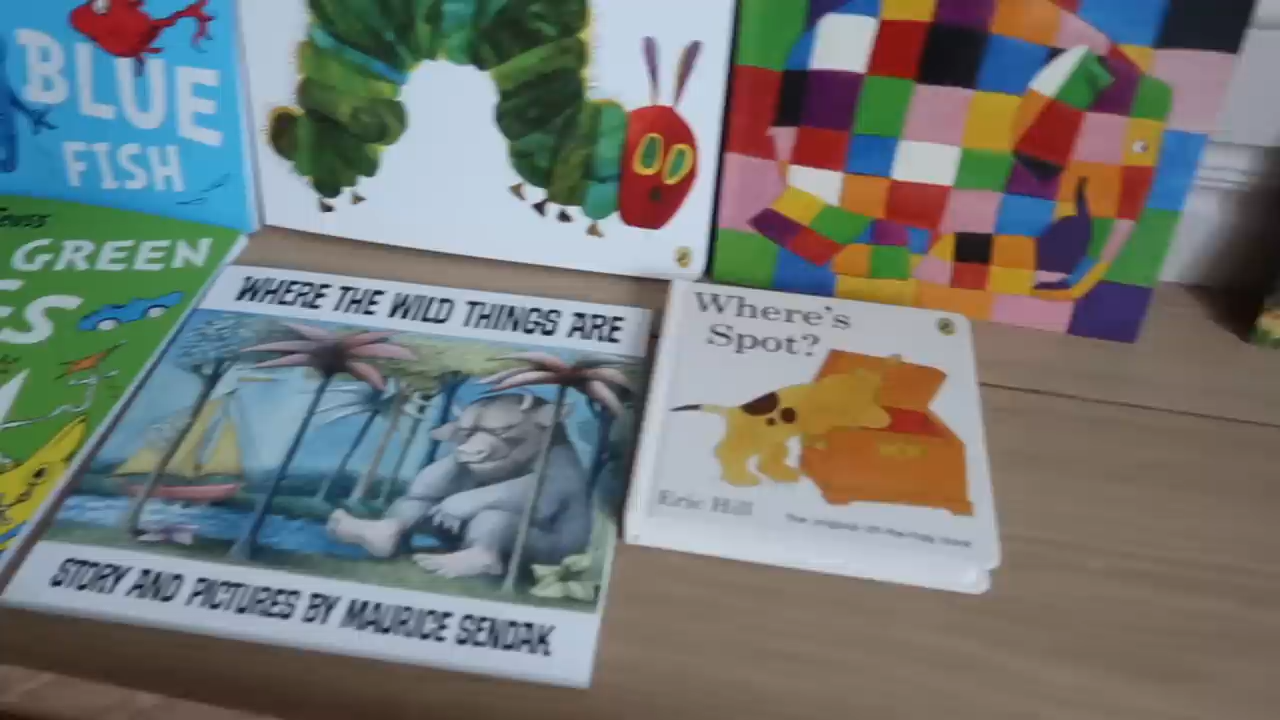 BLUE
FISH
GREEN
WHERE THE WILD THINGS ARE
STORY AND PICTURES BY MAURICE SENDAK
Where's
Spot?
Eric Hill